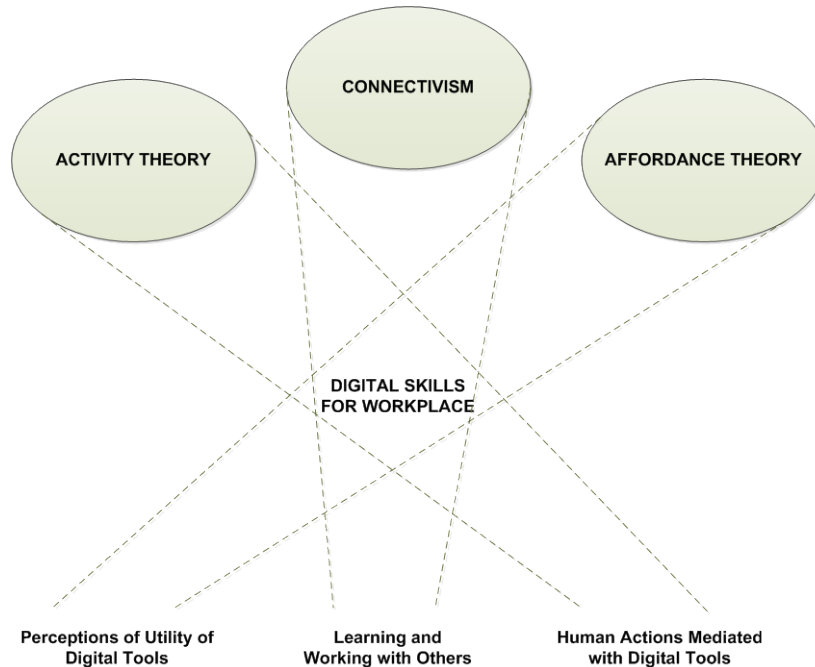 CONNECTIVISM
ACTIVITY THEORY
AFFORDANCE THEORY
DIGITAL SKILLS
FOR WORKPLACE
Perceptions of Utility of
Digital Tools
Learning and
Working with Others
Human Actions Mediated
with Digital Tools